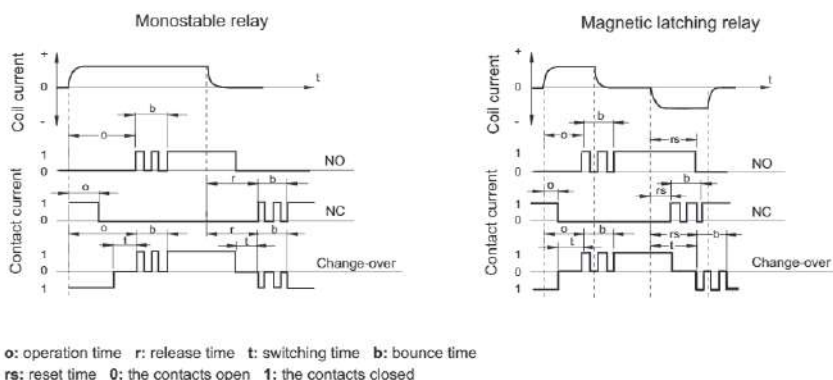 Monostable relay
Magnetic latching relay
Coil current
+
0
-
t
o
b
Contact current
1
0
NO
r
b
o
1
0
NC
o
b
r
b
t
t
1
0
1
Change-over
Coil current
+
0
-
t
o
b
rs
Contact current
1
0
NO
o
rs
b
1
0
NC
o
b
rs
b
t
t
1
0
1
Change-over
o: operation time r: release time t: switching time b: bounce time
rs: reset time 0: the contacts open 1: the contacts closed